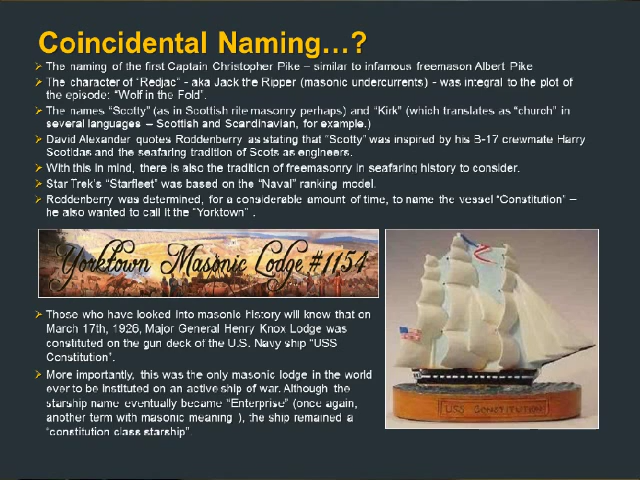 Coincidental Naming…?
➢ The naming of the first Captain Christopher Pike – similar to infamous freemason Albert Pike
➢ The character of "Redjac" - aka Jack the Ripper (masonic undercurrents) - was integral to the plot of
the episode: "Wolf in the Fold".
➢ The names "Scotty" (as in Scottish rite masonry perhaps) and "Kirk" (which translates as "church" in
several languages – Scottish and Scandinavian, for example.)
➢ David Alexander quotes Roddenberry as stating that "Scotty" was inspired by his B-17 crewmate Harry
Scotidas and the seafaring tradition of Scots as engineers.
➢ With this in mind, there is also the tradition of freemasonry in seafaring history to consider.
➢ Star Trek's "Starfleet" was based on the "Naval" ranking model.
➢ Roddenberry was determined, for a considerable amount of time, to name the vessel "Constitution" –
he also wanted to call it the "Yorktown" .
Yorktown Masonic Lodge #1154
➢ Those who have looked into masonic history will know that on
March 17th, 1926, Major General Henry Knox Lodge was
constituted on the gun deck of the U.S. Navy ship "USS
Constitution".
➢ More importantly, this was the only masonic lodge in the world
ever to be instituted on an active ship of war. Although the
starship name eventually became "Enterprise" (once again,
another term with masonic meaning ), the ship remained a
"constitution class starship".
USS CONSTITUTION